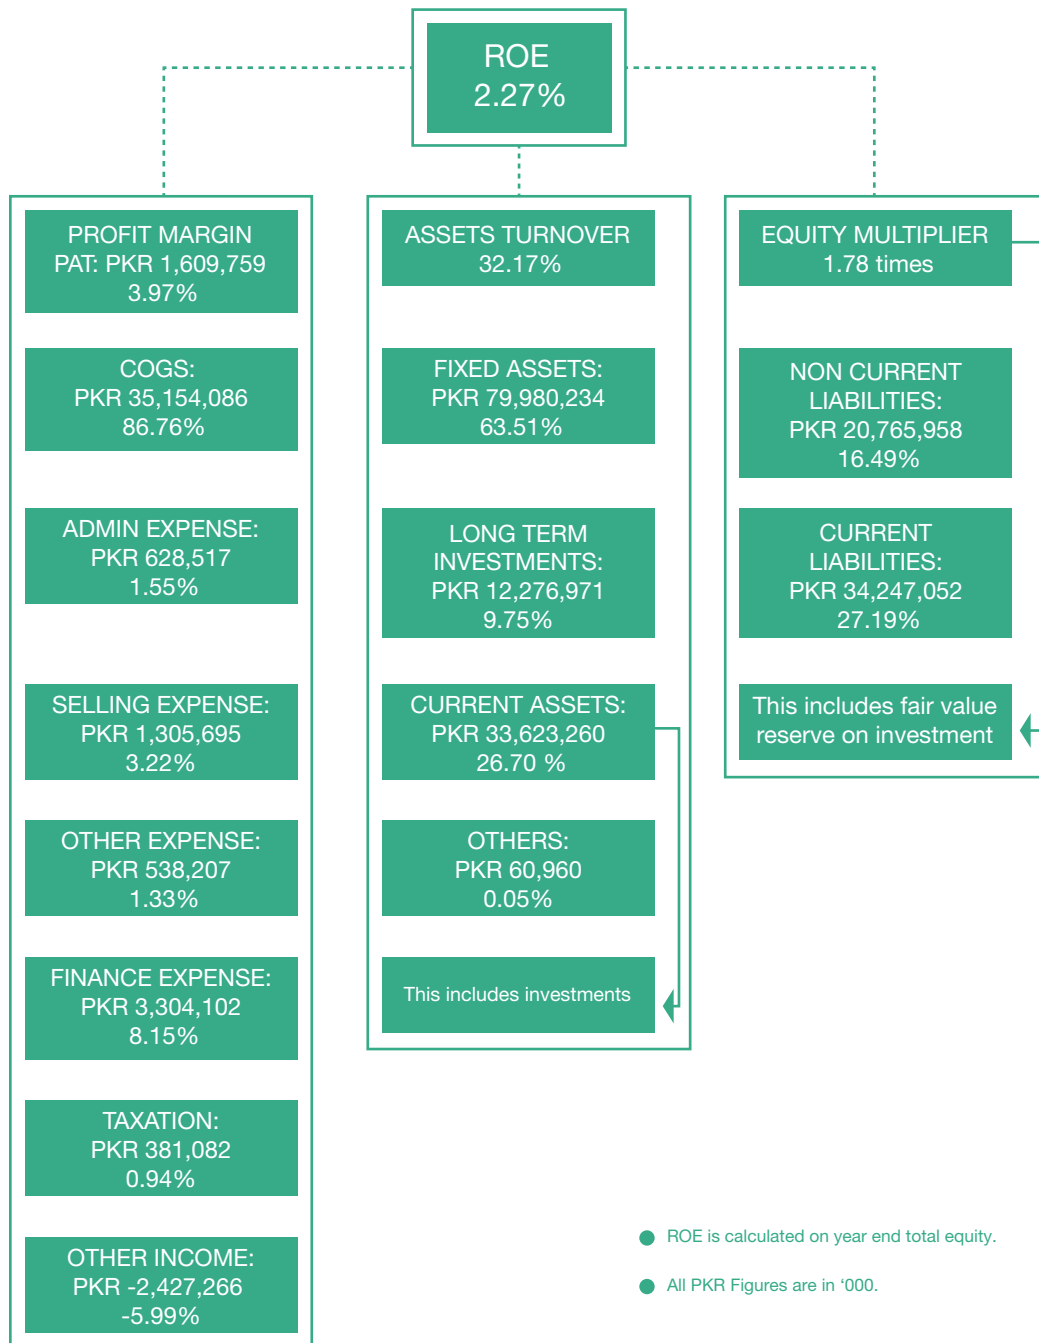 ROE
2.27%
PROFIT MARGIN
PAT: PKR 1,609,759
3.97%
COGS:
PKR 35,154,086
86.76%
ADMIN EXPENSE:
PKR 628,517
1.55%
SELLING EXPENSE:
PKR 1,305,695
3.22%
OTHER EXPENSE:
PKR 538,207
1.33%
FINANCE EXPENSE:
PKR 3,304,102
8.15%
TAXATION:
PKR 381,082
0.94%
OTHER INCOME:
PKR -2,427,266
-5.99%
ASSETS TURNOVER
32.17%
FIXED ASSETS:
PKR 79,980,234
63.51%
LONG TERM
INVESTMENTS:
PKR 12,276,971
9.75%
CURRENT ASSETS:
PKR 33,623,260
26.70 %
OTHERS:
PKR 60,960
0.05%
This includes investments
EQUITY MULTIPLIER
1.78 times
NON CURRENT
LIABILITIES:
PKR 20,765,958
16.49%
CURRENT
LIABILITIES:
PKR 34,247,052
27.19%
This includes fair value
reserve on investment
ROE is calculated on year end total equity.
All PKR Figures are in ‘000.